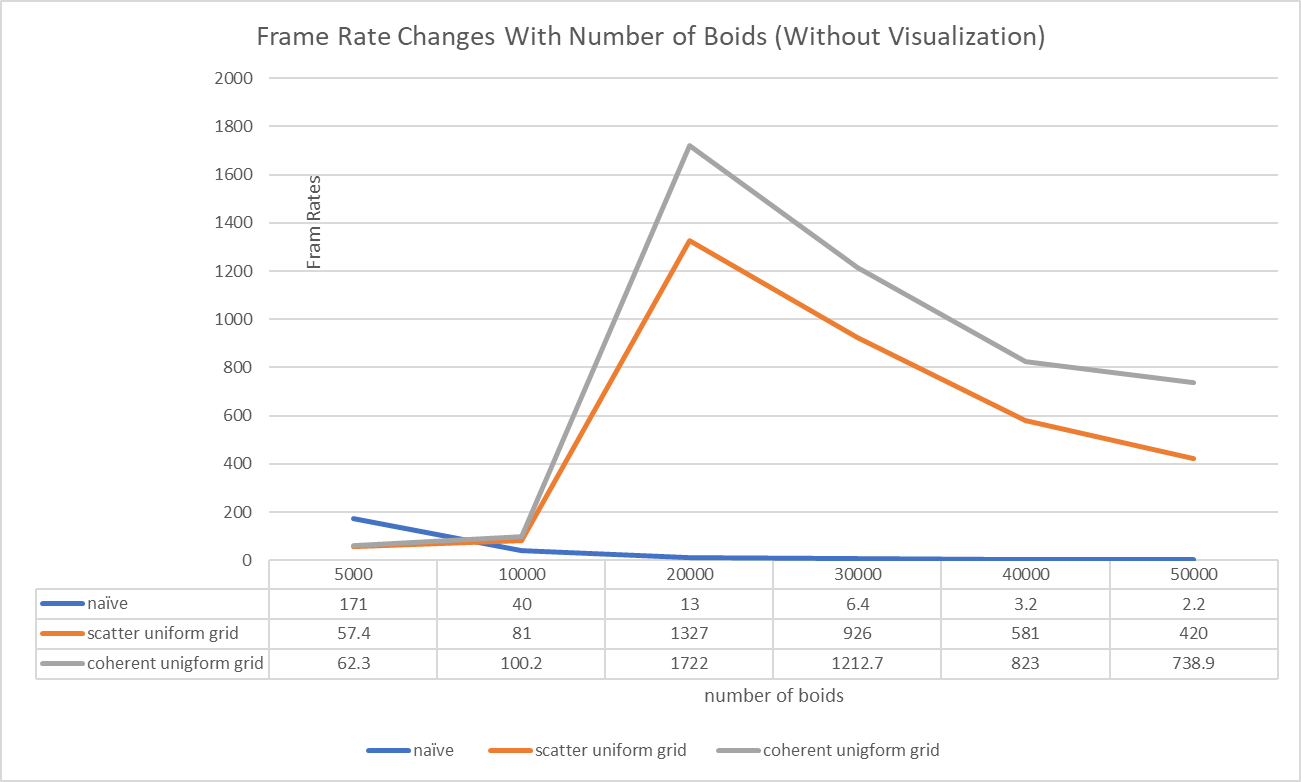 Frame Rate Changes With Number of Boids (Without Visualization)
2000
1800
1600
1400
1200
1000
800
600
400
200
0
Fram Rates
5000 10000 20000 30000 40000 50000
naïve 171 40 13 6.4 3.2 2.2
scatter uniform grid 57.4 81 1327 926 581 420
coherent unigform grid 62.3 100.2 1722 1212.7 823 738.9
number of boids
naïve scatter uniform grid coherent unigform grid